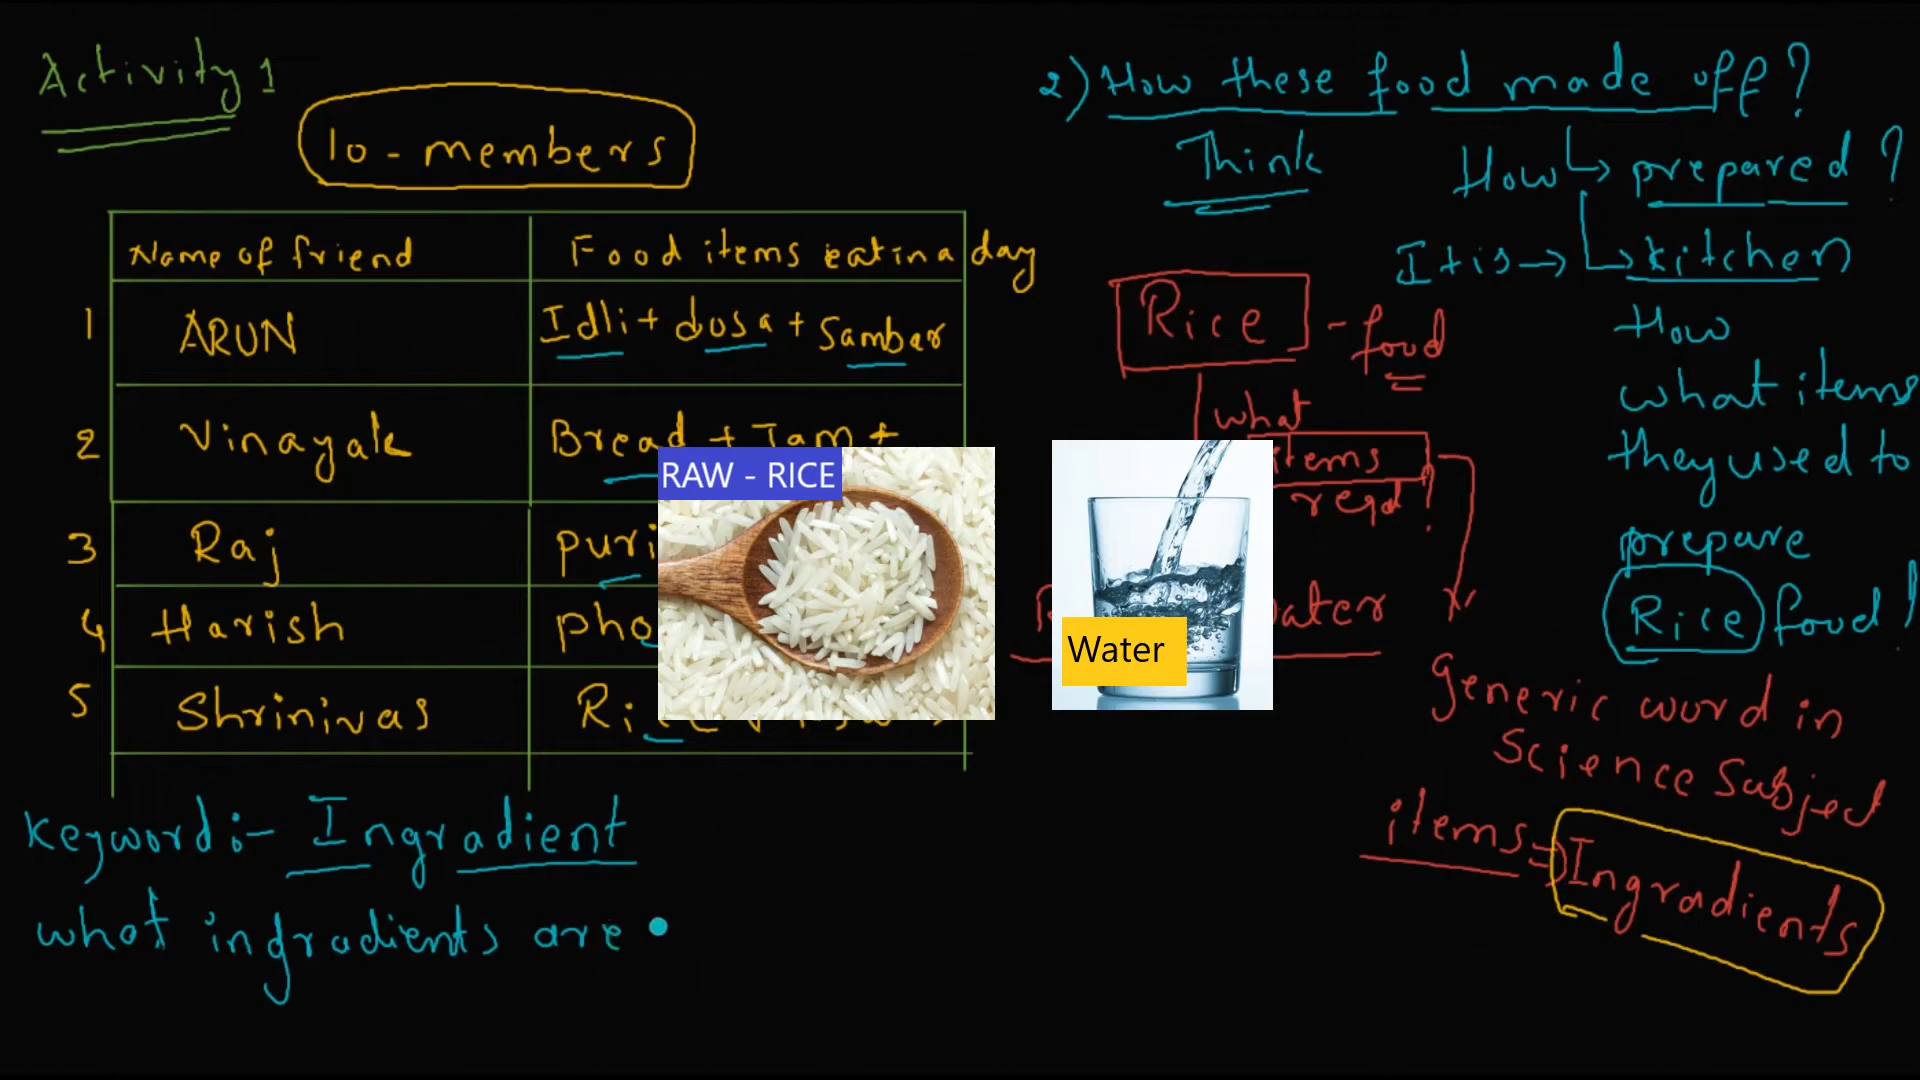 Activity 1
10 - members
Name of friend Food items eat in a day
1 ARUN Idli + dosa + Sambar
2 Vinayak Bread + Jam +
3 Raj puri
4 Harish pho
5 Shrinivas Rice
Keyword :- Ingradient
what ingradients are
RAW - RICE
Water
2) How these food made off?
Think
How prepared ?
It is → kitchen
How
what items
they used to
prepare
Rice food !
Rice - food
what
items
reqd ?
water
generic word in
Science Subject
items => Ingradients